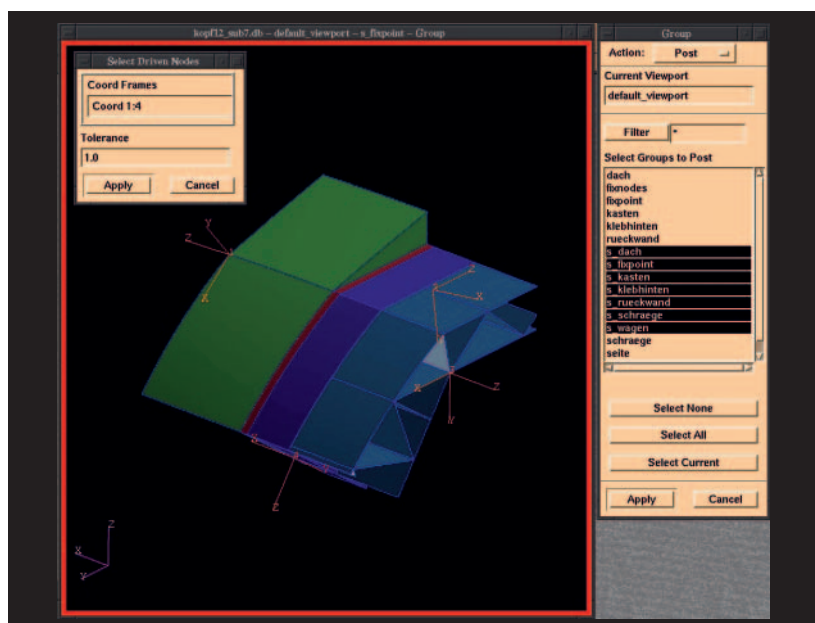 kopf12_sub7.db – default_viewport – s_fixpoint – Group
Select Driven Nodes
Coord Frames
Coord 1:4
Tolerance
1.0
Apply
Cancel
Y
Z
X
Z
X
X
Z
Y
Z
Z
X
Y
Group
Action:
Post
Current Viewport
default_viewport
Filter
*
Select Groups to Post
dach
fixnodes
fixpoint
kasten
klebhinten
rueckwand
s_dach
s_fixpoint
s_kasten
s_klebhinten
s_rueckwand
s_schraege
s_wagen
schraege
seite
Select None
Select All
Select Current
Apply
Cancel